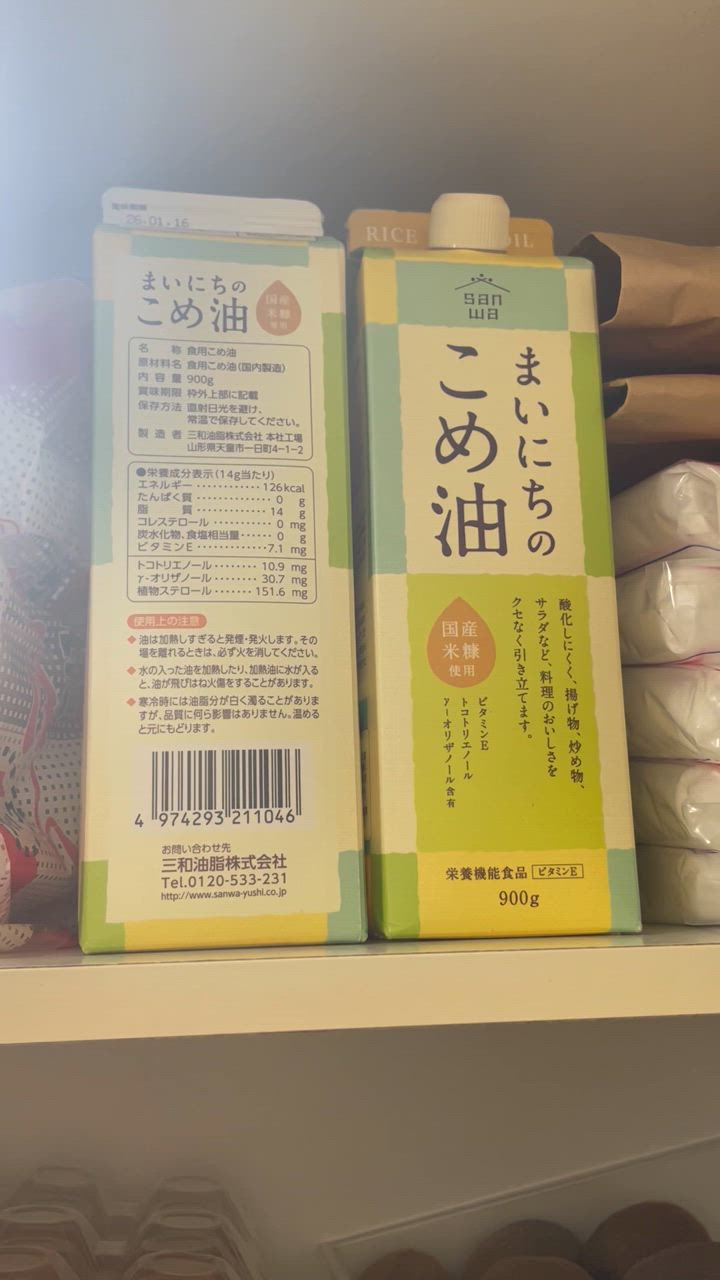 賞味期限
26.01.16
まいにちの
こめ油
国産
米糠
使用
名 称 食用こめ油
原材料名 食用こめ油(国内製造)
内容量 900g
賞味期限 枠外上部に記載
保存方法 直射日光を避け、
常温で保存してください。
製造者 三和油脂株式会社 本社工場
山形県天童市一日町4-1-2
●栄養成分表示(14g当たり)
エネルギー・・・・・・・・・・126kcal
たんぱく質・・・・・・・・・・0 g
脂 質・・・・・・・・・・14 g
コレステロール・・・・・・・・0 mg
炭水化物、食塩相当量・・・・・0 g
ビタミンE・・・・・・・・・・7.1 mg
トコトリエノール・・・・・・・10.9 mg
γ-オリザノール・・・・・・・30.7 mg
植物ステロール・・・・・・・・151.6 mg
使用上の注意
◆油は加熱しすぎると発煙・発火します。その
場を離れるときは、必ず火を消してください。
◆水の入った油を加熱したり、加熱油に水が入る
と、油が飛びはね火傷をすることがあります。
◆寒冷時には油脂分が白く濁ることがありま
すが、品質に何ら影響はありません。温める
と元にもどります。
4 974293 211046
お問い合わせ先
三和油脂株式会社
Tel.0120-533-231
http://www.sanwa-yushi.co.jp
RICE OIL
san
wa
まいにちの
こめ油
酸化しにくく、揚げ物、炒め物、
サラダなど、料理のおいしさを
クセなく引き立てます。
国産
米糠
使用
ビタミンE
トコトリエノール
γ-オリザノール含有
栄養機能食品 ビタミンE
900g